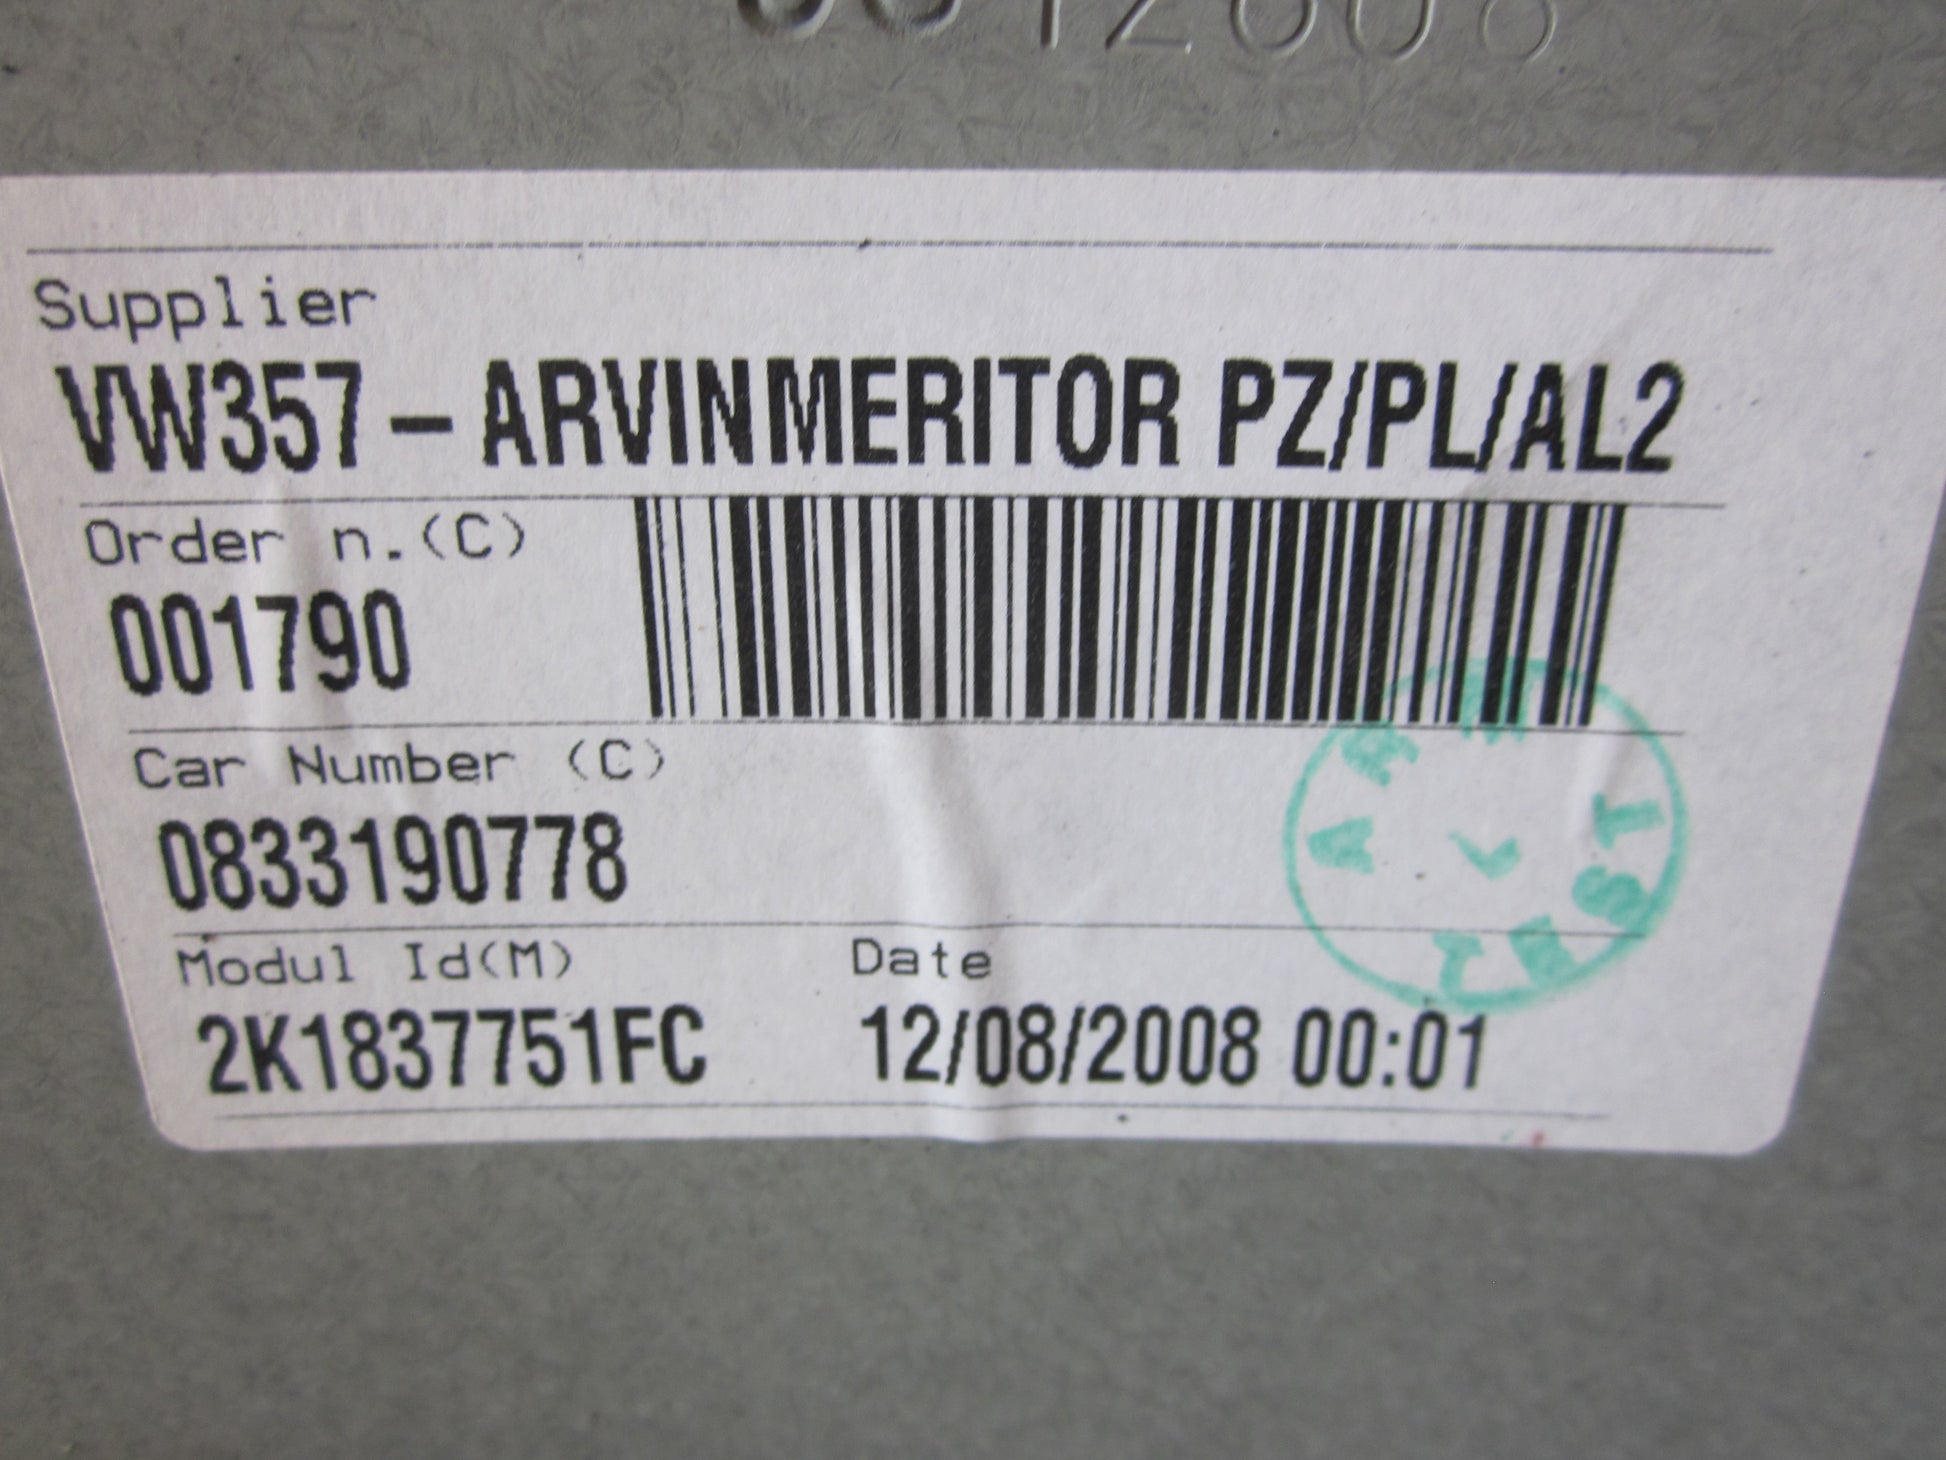 Supplier
VW357-ARVINMERITOR PZ/PL/AL2
Order n.(C)
001790
Car Number (C)
0833190778
Modul Id(M) Date
2K1837751FC 12/08/2008 00:01